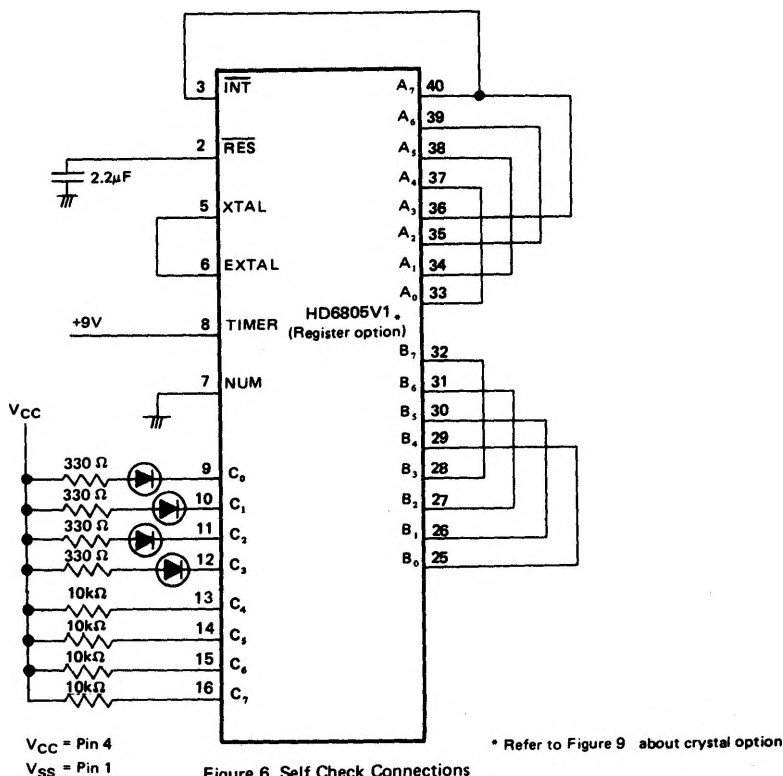 3 INT A₇ 40
A₆ 39
2 RES A₅ 38
2.2μF A₄ 37
5 XTAL A₃ 36
A₂ 35
6 EXTAL A₁ 34
A₀ 33
+9V 8 TIMER HD6805V1 *
(Register option)
B₇ 32
7 NUM B₆ 31
B₅ 30
VCC B₄ 29
330 Ω 9 C₀ B₃ 28
330 Ω 10 C₁ B₂ 27
330 Ω 11 C₂ B₁ 26
330 Ω 12 C₃ B₀ 25
10kΩ 13 C₄
10kΩ 14 C₅
10kΩ 15 C₆
10kΩ 16 C₇
VCC = Pin 4 * Refer to Figure 9 about crystal option
VSS = Pin 1
Figure 6 Self Check Connections